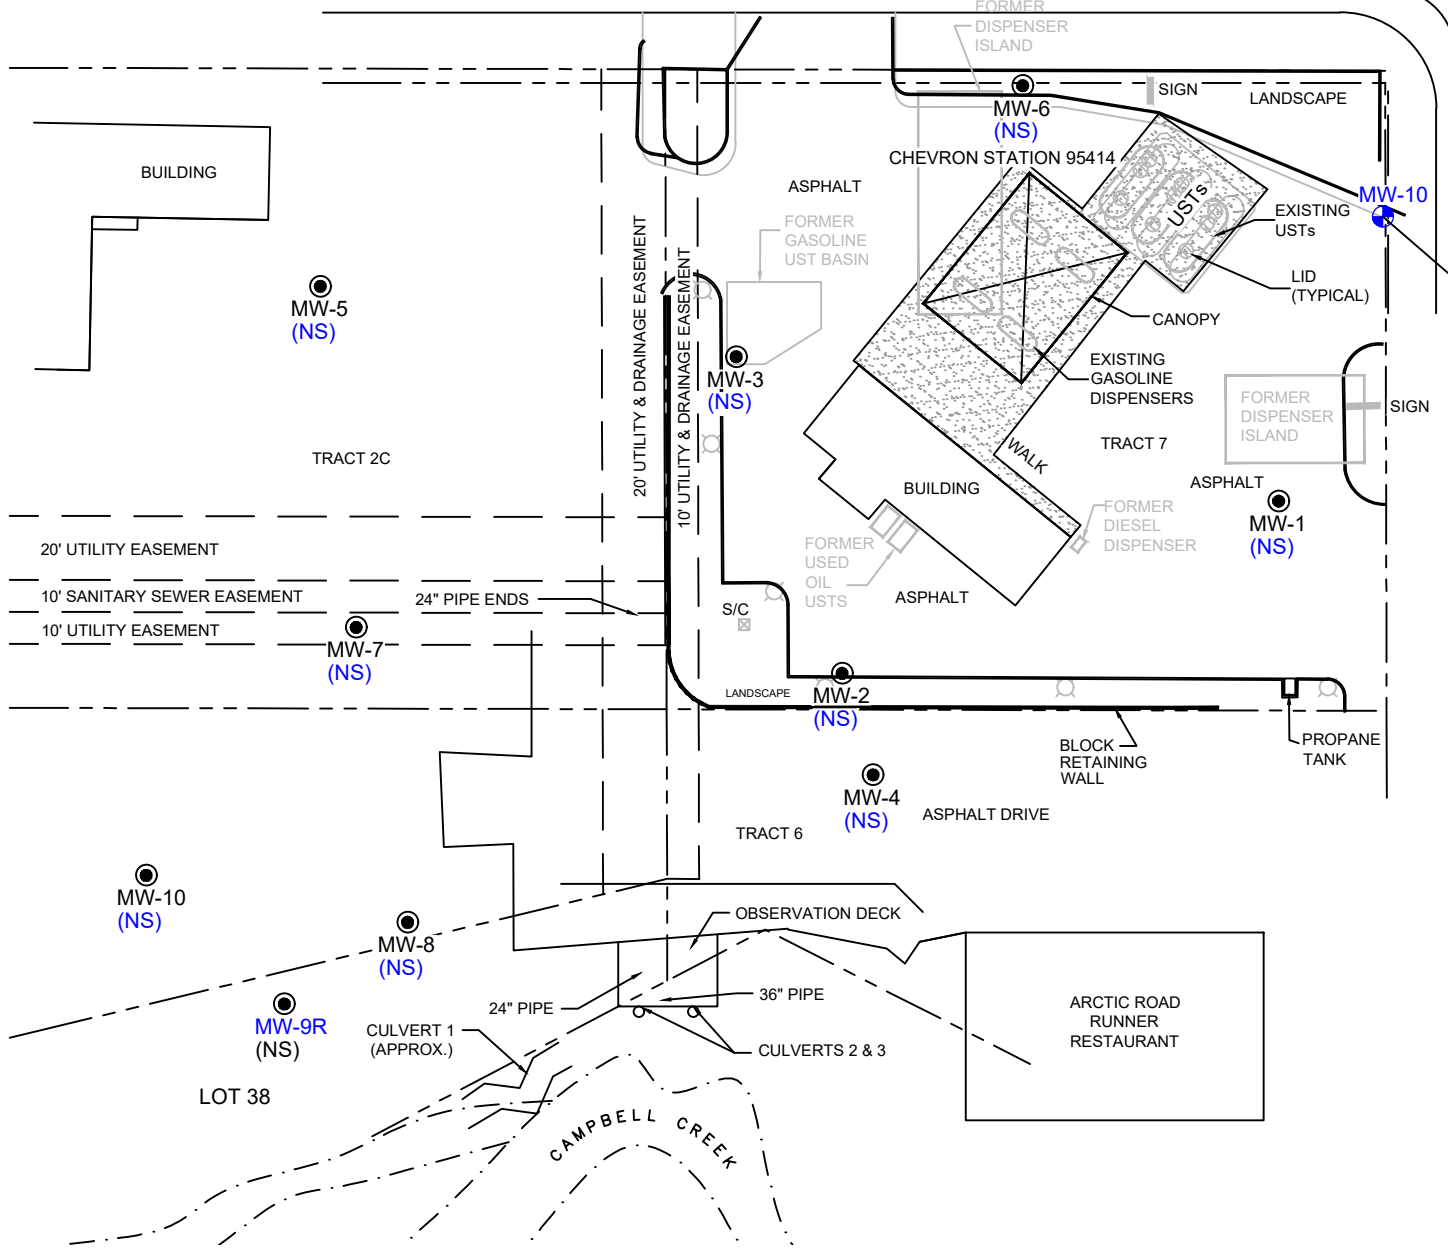 FORMER
DISPENSER
ISLAND
SIGN
LANDSCAPE
MW-6
(NS)
CHEVRON STATION 95414
BUILDING
ASPHALT
USTs
MW-10
EXISTING
USTs
FORMER
GASOLINE
UST BASIN
20' UTILITY & DRAINAGE EASEMENT
10' UTILITY & DRAINAGE EASEMENT
LID
(TYPICAL)
MW-5
(NS)
CANOPY
MW-3
(NS)
EXISTING
GASOLINE
DISPENSERS
FORMER
DISPENSER
ISLAND
SIGN
TRACT 2C
WALK
TRACT 7
BUILDING
ASPHALT
MW-1
(NS)
FORMER
DIESEL
DISPENSER
20' UTILITY EASEMENT
FORMER
USED
OIL
USTS
10' SANITARY SEWER EASEMENT
24" PIPE ENDS
ASPHALT
S/C
10' UTILITY EASEMENT
MW-7
(NS)
LANDSCAPE
MW-2
(NS)
BLOCK
RETAINING
WALL
PROPANE
TANK
MW-4
(NS)
ASPHALT DRIVE
TRACT 6
MW-10
(NS)
OBSERVATION DECK
MW-8
(NS)
24" PIPE
36" PIPE
MW-9R
(NS)
CULVERT 1
(APPROX.)
CULVERTS 2 & 3
ARCTIC ROAD
RUNNER
RESTAURANT
LOT 38
CAMPBELL CREEK